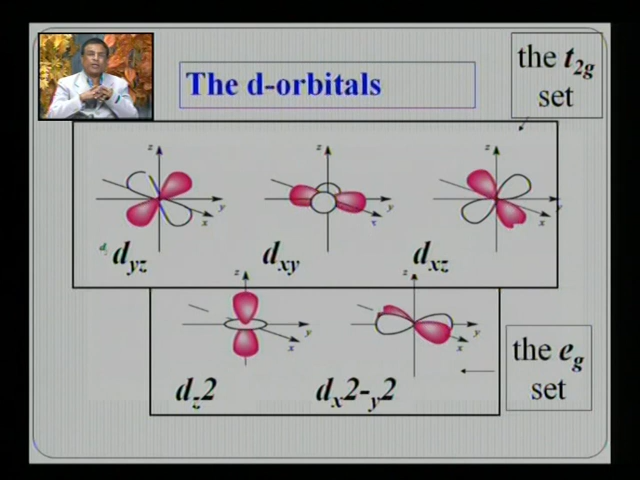 The d-orbitals
the t2g
set
z
y
x
z
y
x
z
y
x
dyz
dxy
dxz
z
y
x
z
y
x
dz2
dx2-y2
the eg
set